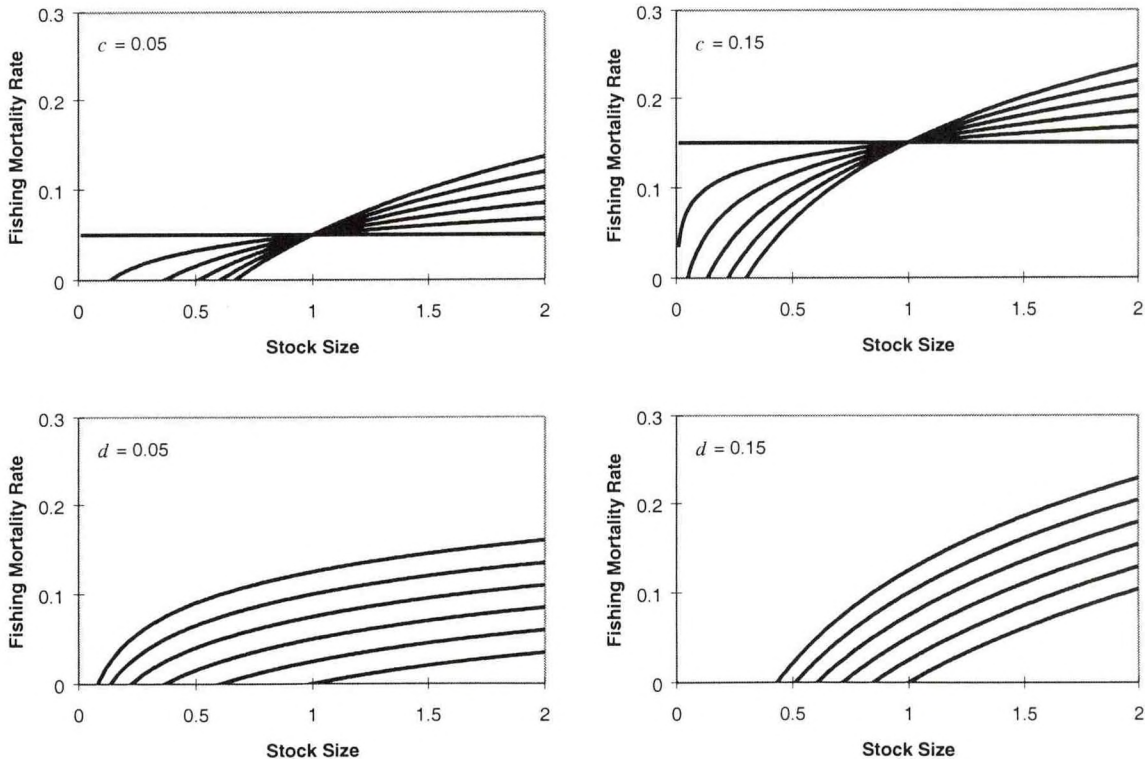 0.3
c = 0.05
0.2
0.1
0
Fishing Mortality Rate
0 0.5 1 1.5 2
Stock Size
0.3
c = 0.15
0.2
0.1
0
Fishing Mortality Rate
0 0.5 1 1.5 2
Stock Size
0.3
d = 0.05
0.2
0.1
0
Fishing Mortality Rate
0 0.5 1 1.5 2
Stock Size
0.3
d = 0.15
0.2
0.1
0
Fishing Mortality Rate
0 0.5 1 1.5 2
Stock Size